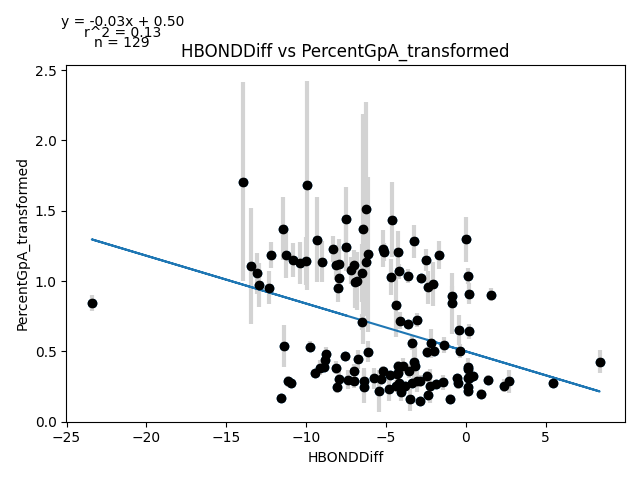 y = -0.03x + 0.50
r^2 = 0.13
n = 129
HBONDDiff vs PercentGpA_transformed
2.5
2.0
1.5
1.0
0.5
0.0
PercentGpA_transformed
−25 −20 −15 −10 −5 0 5
HBONDDiff